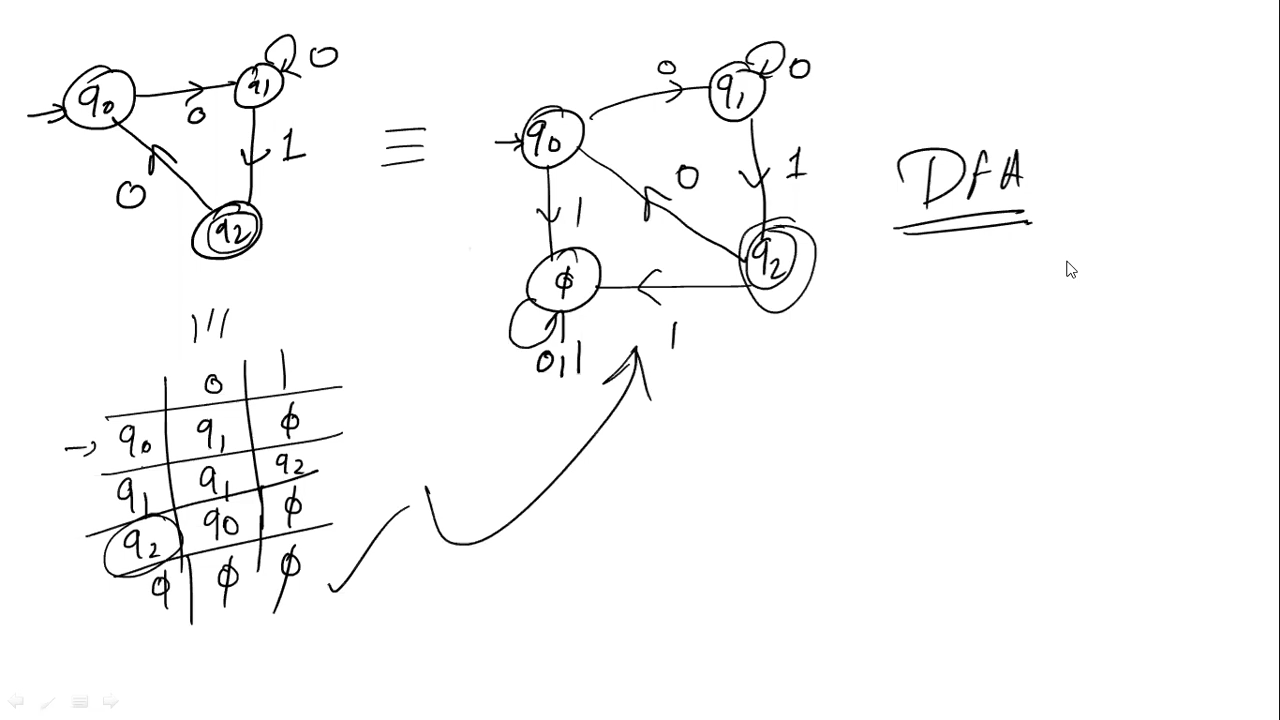 q0 0 q1 0
1
0
q2
≡
q0 0 q1 0
1 0 1
ϕ q2
0,1 1
DfA
111
0 1
→ q0 q1 ϕ
q1 q1 q2
q2 q0 ϕ
ϕ ϕ ϕ